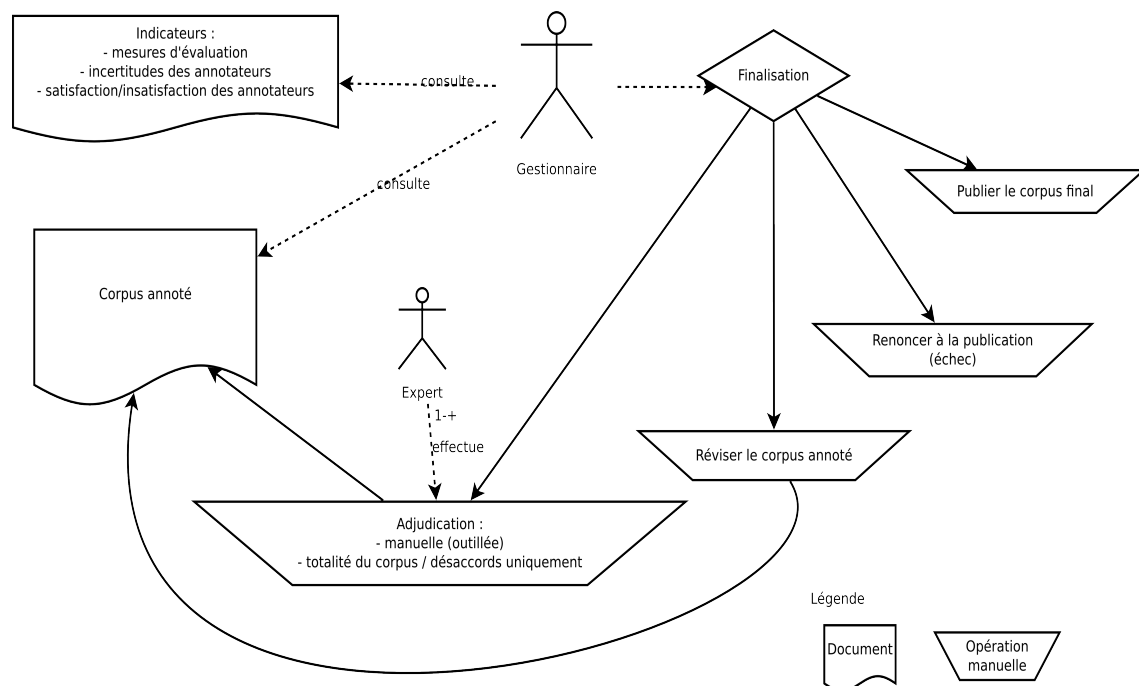 Indicateurs :
- mesures d'évaluation
- incertitudes des annotateurs
- satisfaction/insatisfaction des annotateurs
consulte
Gestionnaire
Finalisation
consulte
Publier le corpus final
Corpus annoté
Renoncer à la publication
(échec)
Expert
1-+
effectue
Réviser le corpus annoté
Adjudication :
- manuelle (outillée)
- totalité du corpus / désaccords uniquement
Légende
Document
Opération
manuelle